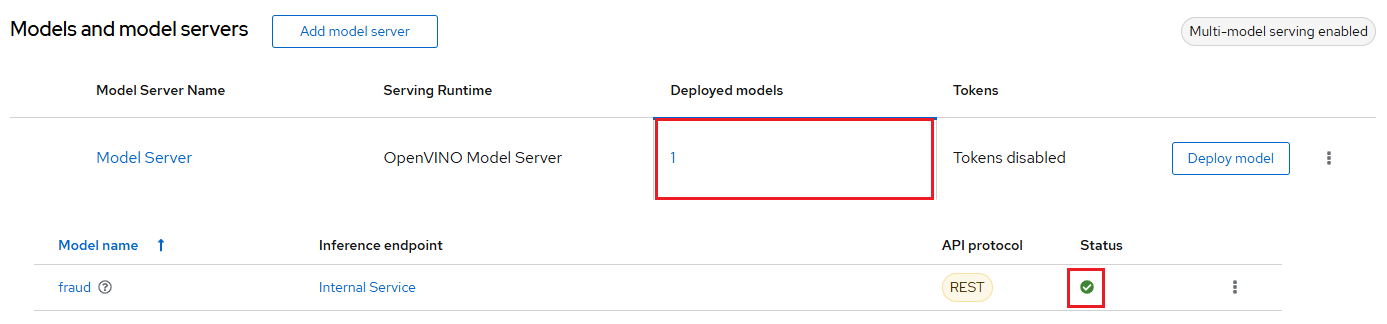 Models and model servers Add model server Multi-model serving enabled
Model Server Name Serving Runtime Deployed models Tokens
Model Server OpenVINO Model Server 1 Tokens disabled Deploy model
Model name Inference endpoint API protocol Status
fraud Internal Service REST